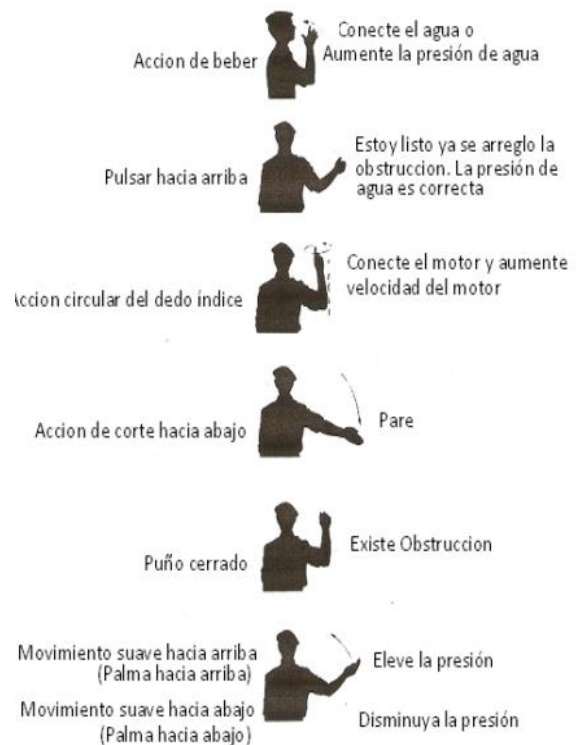 Accion de beber
Conecte el agua o
Aumente la presión de agua
Pulsar hacia arriba
Estoy listo ya se arreglo la
obstruccion. La presión de
agua es correcta
Accion circular del dedo índice
Conecte el motor y aumente
velocidad del motor
Accion de corte hacia abajo
Pare
Puño cerrado
Existe Obstruccion
Movimiento suave hacia arriba
(Palma hacia arriba)
Eleve la presión
Movimiento suave hacia abajo
(Palma hacia abajo)
Disminuya la presión